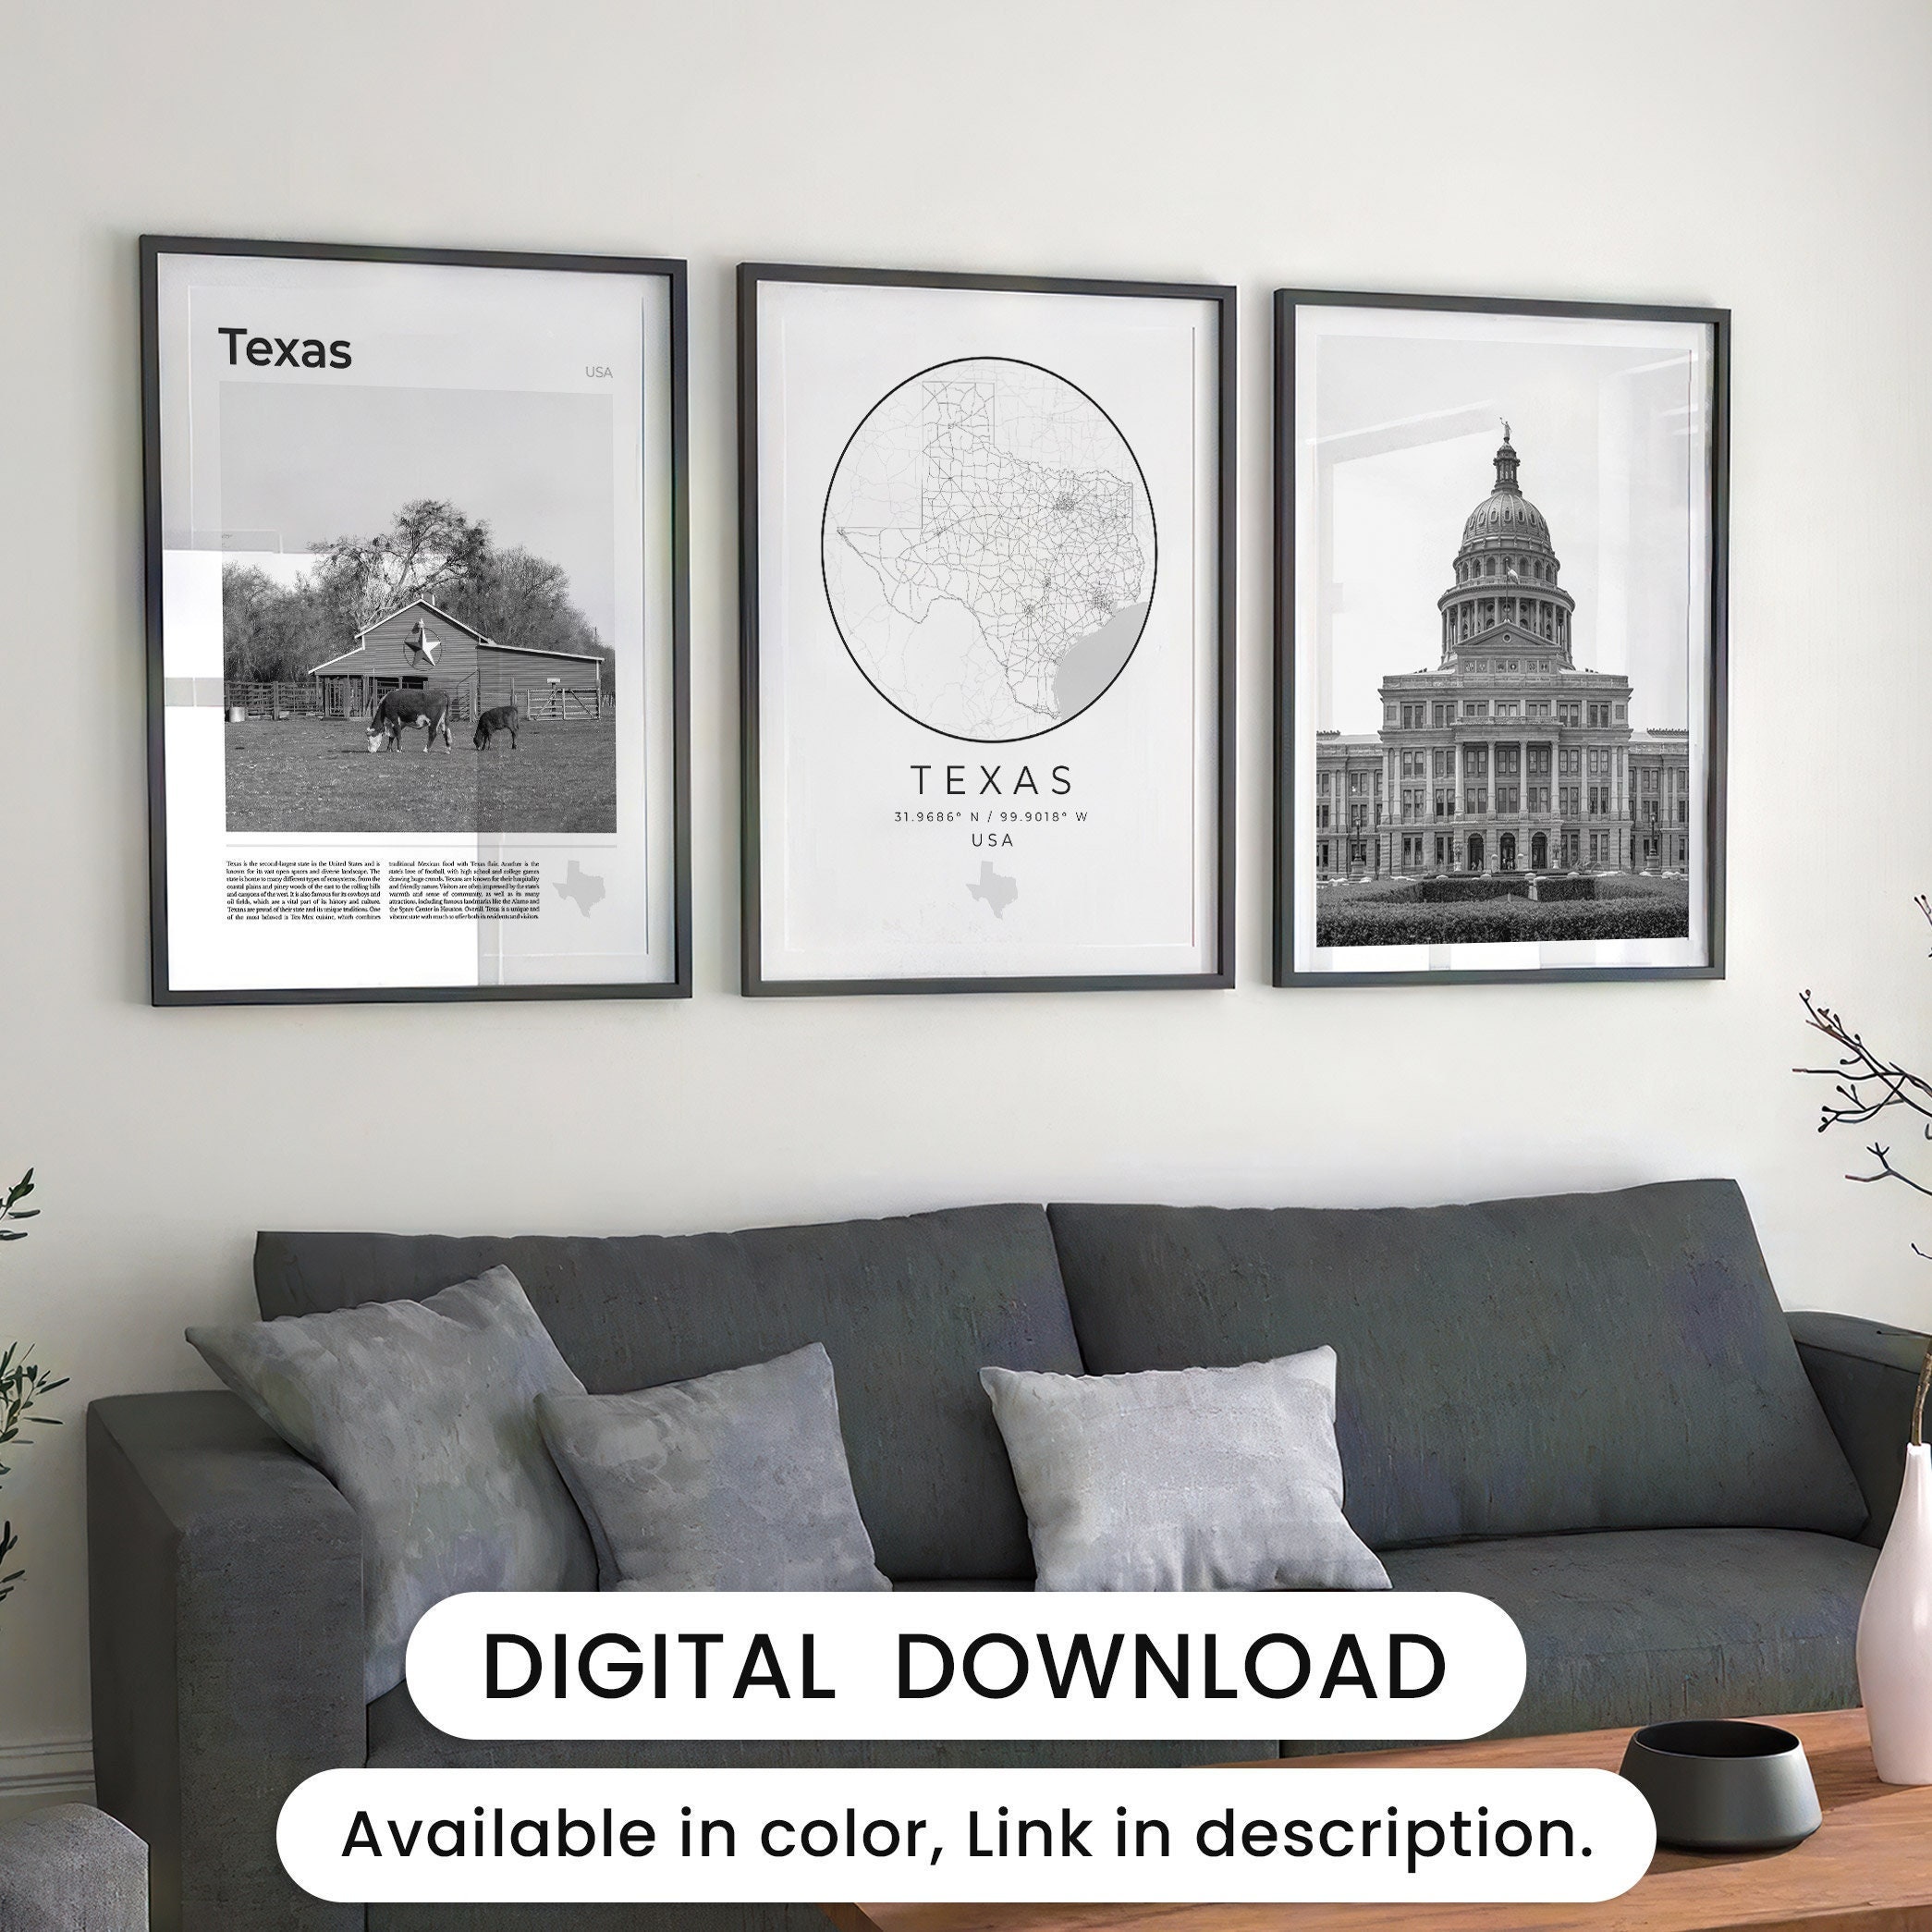 Texas
USA
Texas is the second-largest state in the United States and is
known for its vast open spaces and diverse landscape. The
state is home to many different types of ecosystems, from the
coastal plains and piney woods of the east to the rolling hills
and canyons of the west. It is also famous for its cowboys and
oil fields, which are a vital part of its history and culture.
Texans are proud of their state and its unique traditions. One
of the most beloved is Tex-Mex cuisine, which combines
traditional Mexican food with Texas flair. Another is the
state's love of football, with high school and college games
drawing huge crowds. Texans are known for their hospitality
and friendly nature. Visitors are often impressed by the state's
warmth and sense of community, as well as its many
attractions, including famous landmarks like the Alamo and
the Space Center in Houston. Overall, Texas is a unique and
vibrant state with much to offer both its residents and visitors.
TEXAS
31.9686° N / 99.9018° W
USA
DIGITAL DOWNLOAD
Available in color, Link in description.